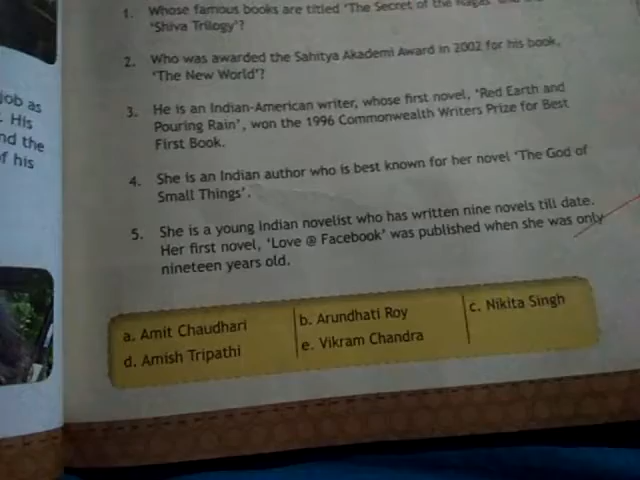 job as
His
nd the
f his
1. Whose famous books are titled 'The Secret of the Nagas'
'Shiva Trilogy'?
2. Who was awarded the Sahitya Akademi Award in 2002 for his book,
'The New World'?
3. He is an Indian-American writer, whose first novel, 'Red Earth and
Pouring Rain', won the 1996 Commonwealth Writers Prize for Best
First Book.
4. She is an Indian author who is best known for her novel 'The God of
Small Things'.
5. She is a young Indian novelist who has written nine novels till date.
Her first novel, 'Love @ Facebook' was published when she was only
nineteen years old.
a. Amit Chaudhari b. Arundhati Roy c. Nikita Singh
d. Amish Tripathi e. Vikram Chandra